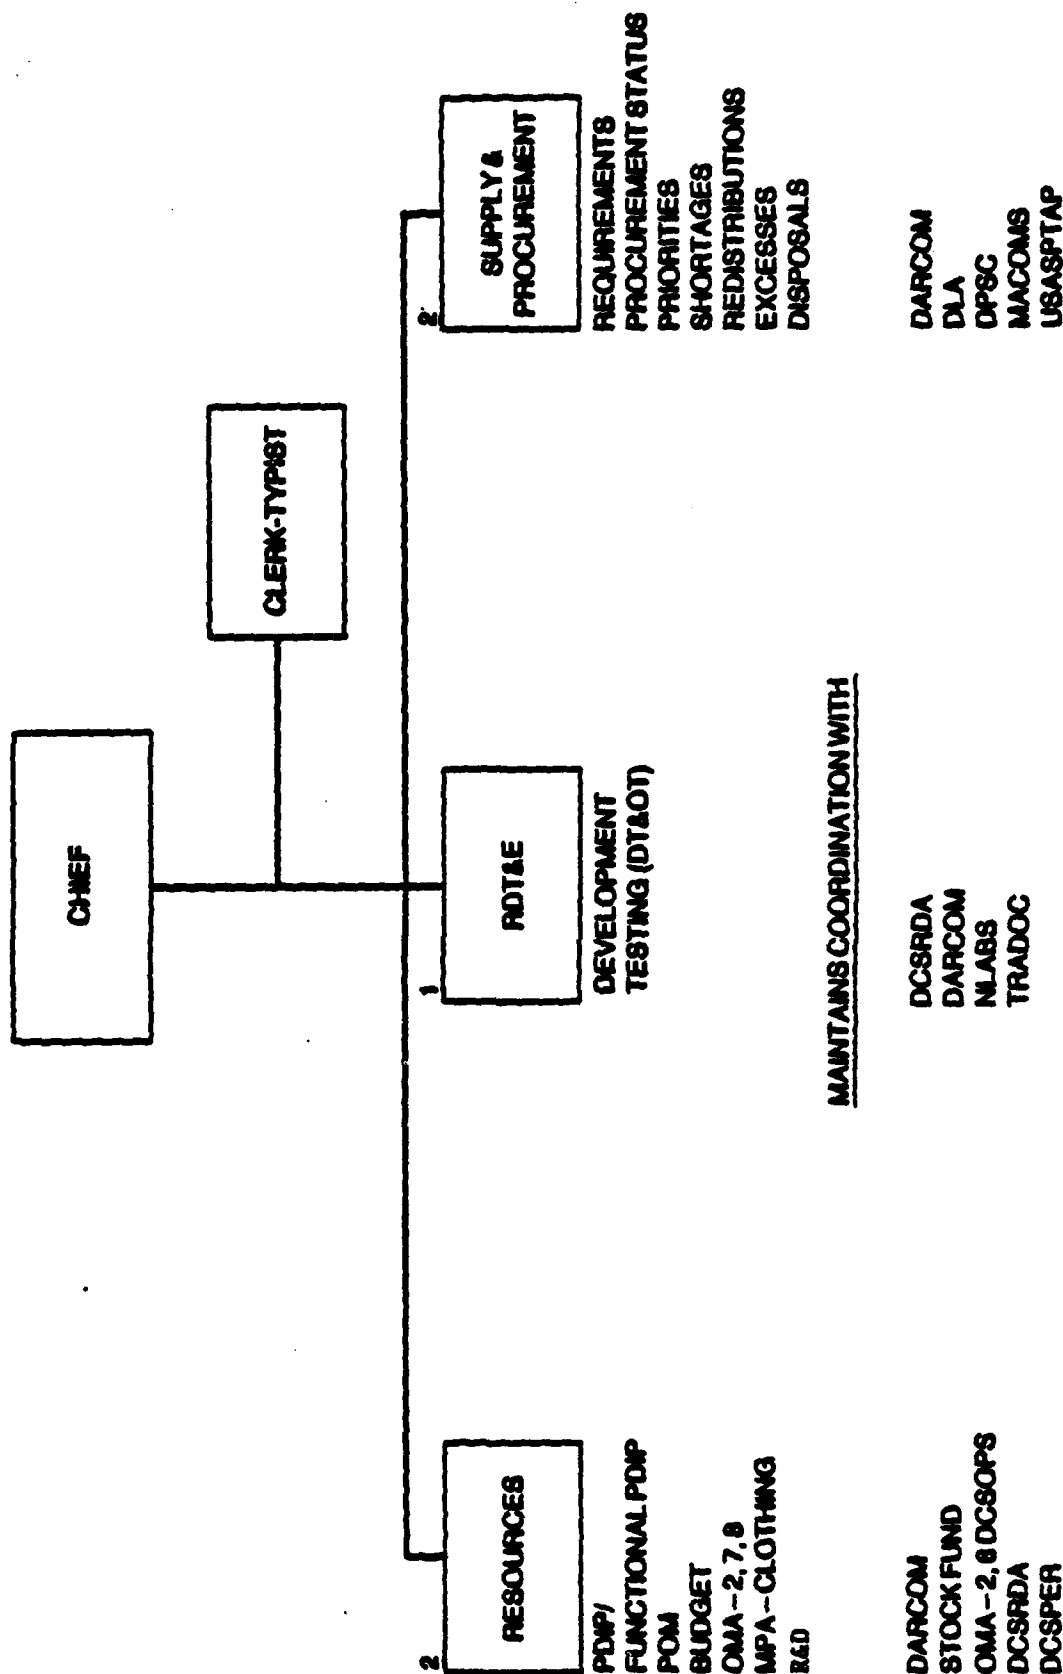 CHIEF
CLERK-TYPIST
2
RESOURCES
PDIP/
FUNCTIONAL PDIP
POM
BUDGET
OMA - 2, 7, 8
MPA - CLOTHING
R&D
1
RDT&E
DEVELOPMENT
TESTING (DT&OT)
2
SUPPLY &
PROCUREMENT
REQUIREMENTS
PROCUREMENT STATUS
PRIORITIES
SHORTAGES
REDISTRIBUTIONS
EXCESSES
DISPOSALS
MAINTAINS COORDINATION WITH
DARCOM
STOCK FUND
OMA - 2, 8 DCSOPS
DCSRDA
DCSPER
DCSRDA
DARCOM
NLABS
TRADOC
DARCOM
DLA
DPSC
MACOMS
USASPTAP